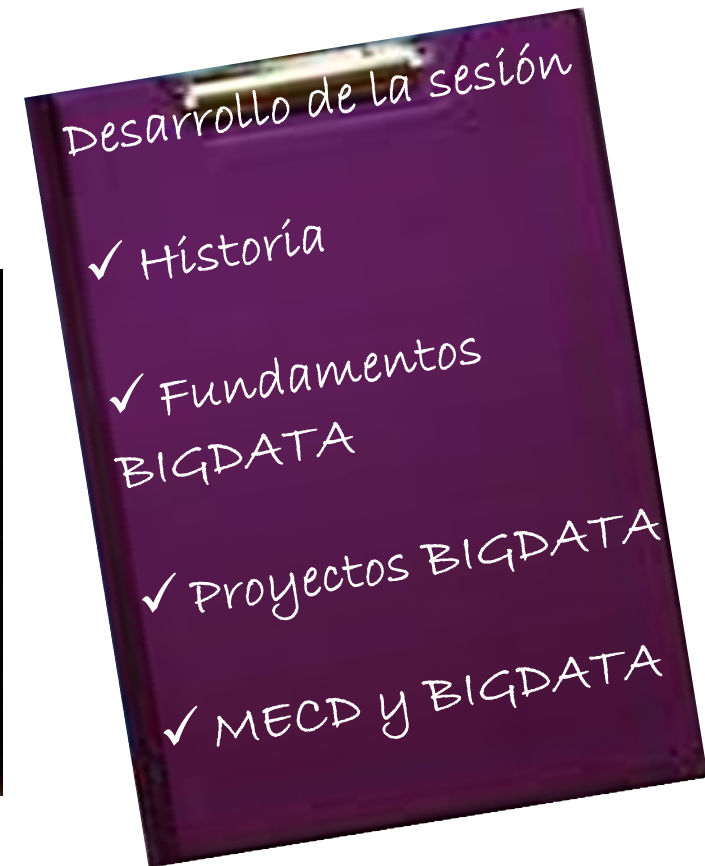 Desarrollo de la sesión
✓ Historia
✓ Fundamentos
BIGDATA
✓ Proyectos BIGDATA
✓ MECD y BIGDATA